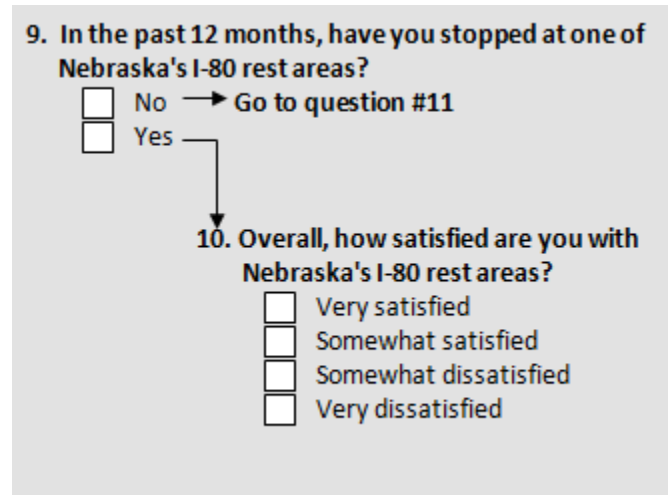 9. In the past 12 months, have you stopped at one of
Nebraska's I-80 rest areas?
No Go to question #11
Yes
10. Overall, how satisfied are you with
Nebraska's I-80 rest areas?
Very satisfied
Somewhat satisfied
Somewhat dissatisfied
Very dissatisfied